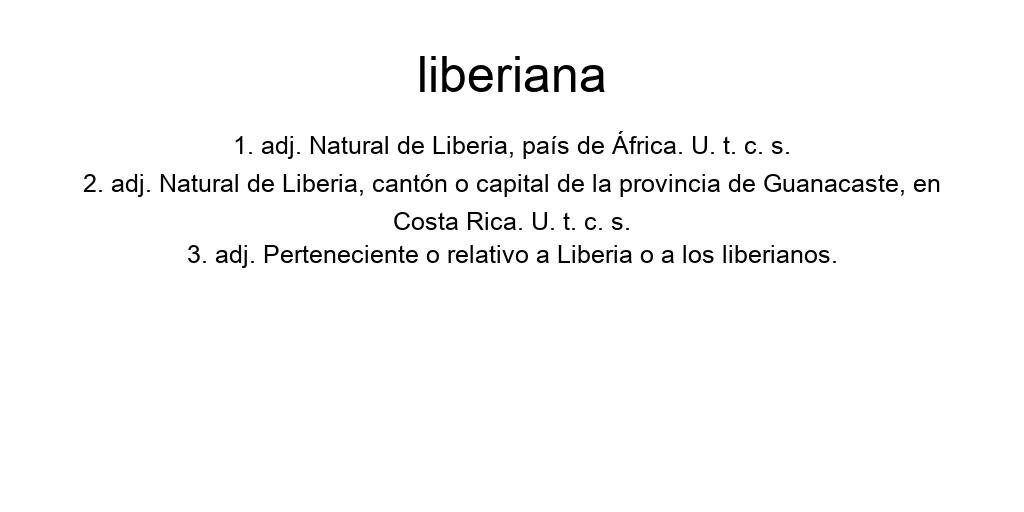 liberiana
1. adj. Natural de Liberia, país de África. U. t. c. s.
2. adj. Natural de Liberia, cantón o capital de la provincia de Guanacaste, en
Costa Rica. U. t. c. s.
3. adj. Perteneciente o relativo a Liberia o a los liberianos.